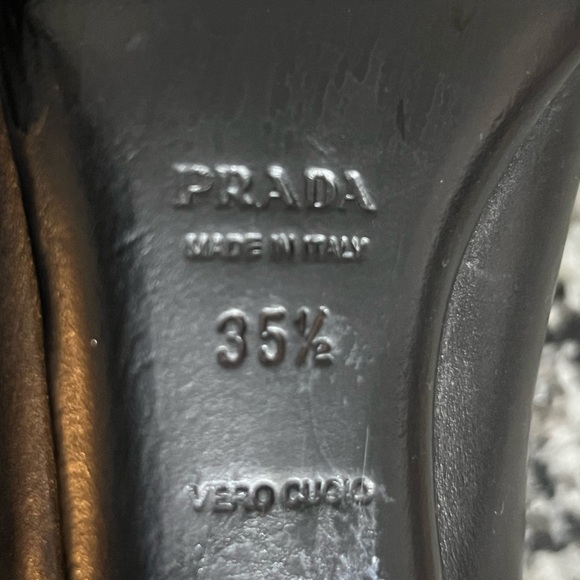 PRADA
MADE IN ITALY
35½
VERO CUOIO